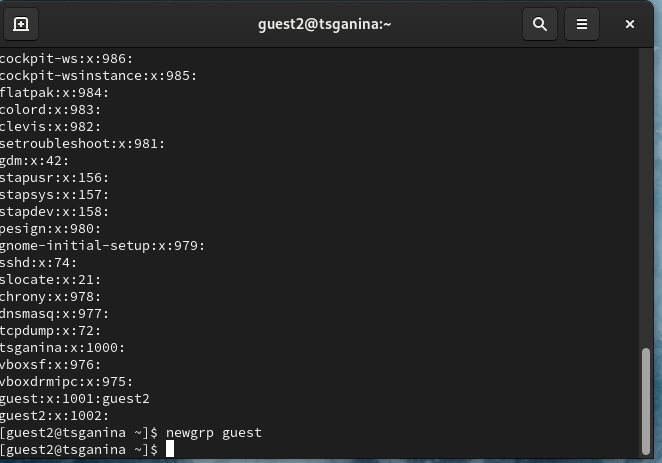 guest2@tsganina:~
cockpit-ws:x:986:
cockpit-wsinstance:x:985:
flatpak:x:984:
colord:x:983:
clevis:x:982:
setroubleshoot:x:981:
gdm:x:42:
stapusr:x:156:
stapsys:x:157:
stapdev:x:158:
pesign:x:980:
gnome-initial-setup:x:979:
sshd:x:74:
slocate:x:21:
chrony:x:978:
dnsmasq:x:977:
tcpdump:x:72:
tsganina:x:1000:
vboxsf:x:976:
vboxdrmipc:x:975:
guest:x:1001:guest2
guest2:x:1002:
[guest2@tsganina ~]$ newgrp guest
[guest2@tsganina ~]$